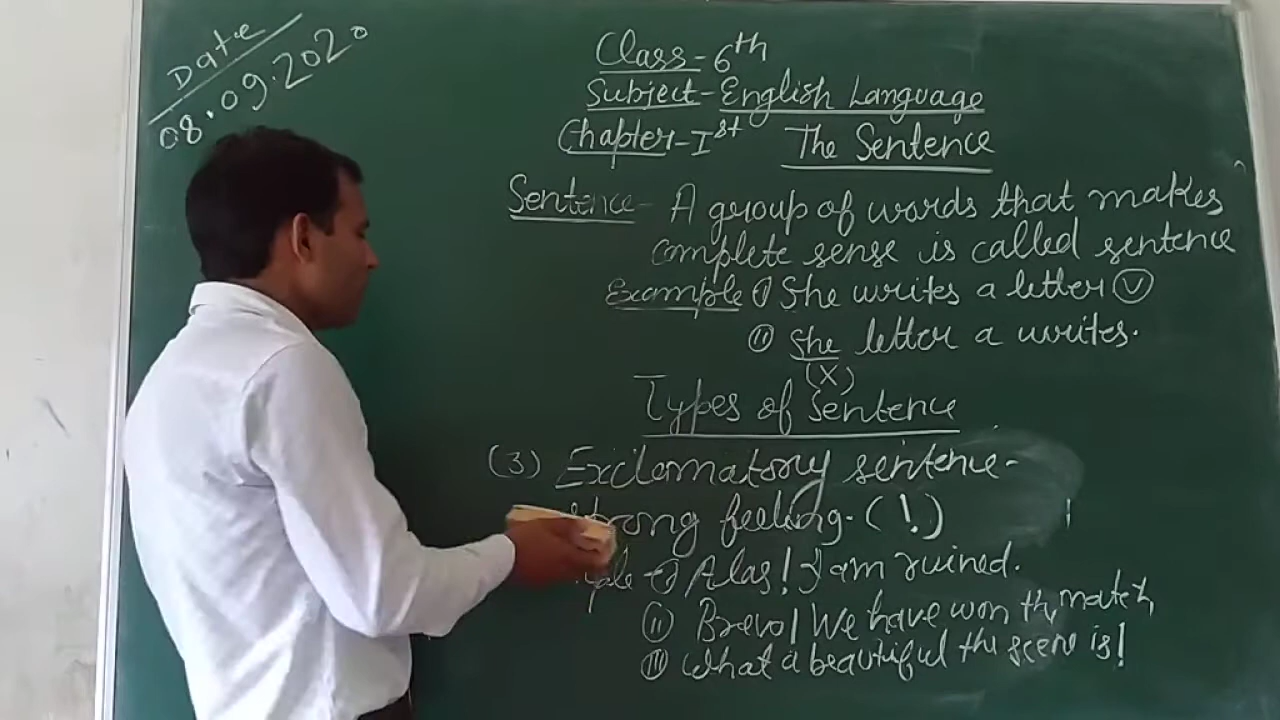 Date
08.09.2020
Class-6th
Subject-English Language
Chapter-Ist The Sentence
Sentence- A group of words that makes
complete sense is called sentence
Example (i) She writes a letter (✓)
(ii) She letter a writes.
(X)
Types of Sentence
(3) Exclamatory sentence-
strong feeling. (!)
Alas! I am ruined.
(ii) Bravo! We have won the match
(iii) What a beautiful the scene is!